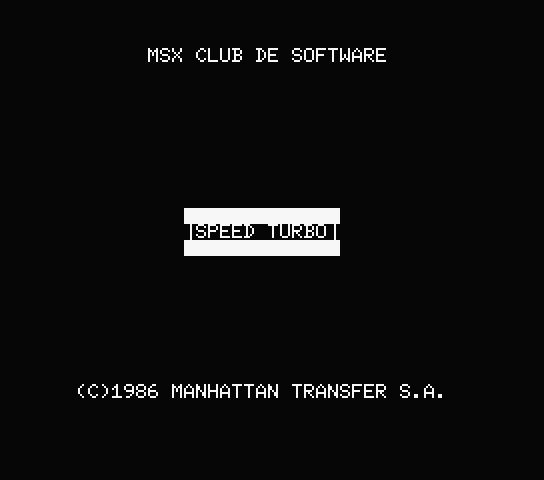 MSX CLUB DE SOFTWARE
|SPEED TURBO|
(C)1986 MANHATTAN TRANSFER S.A.